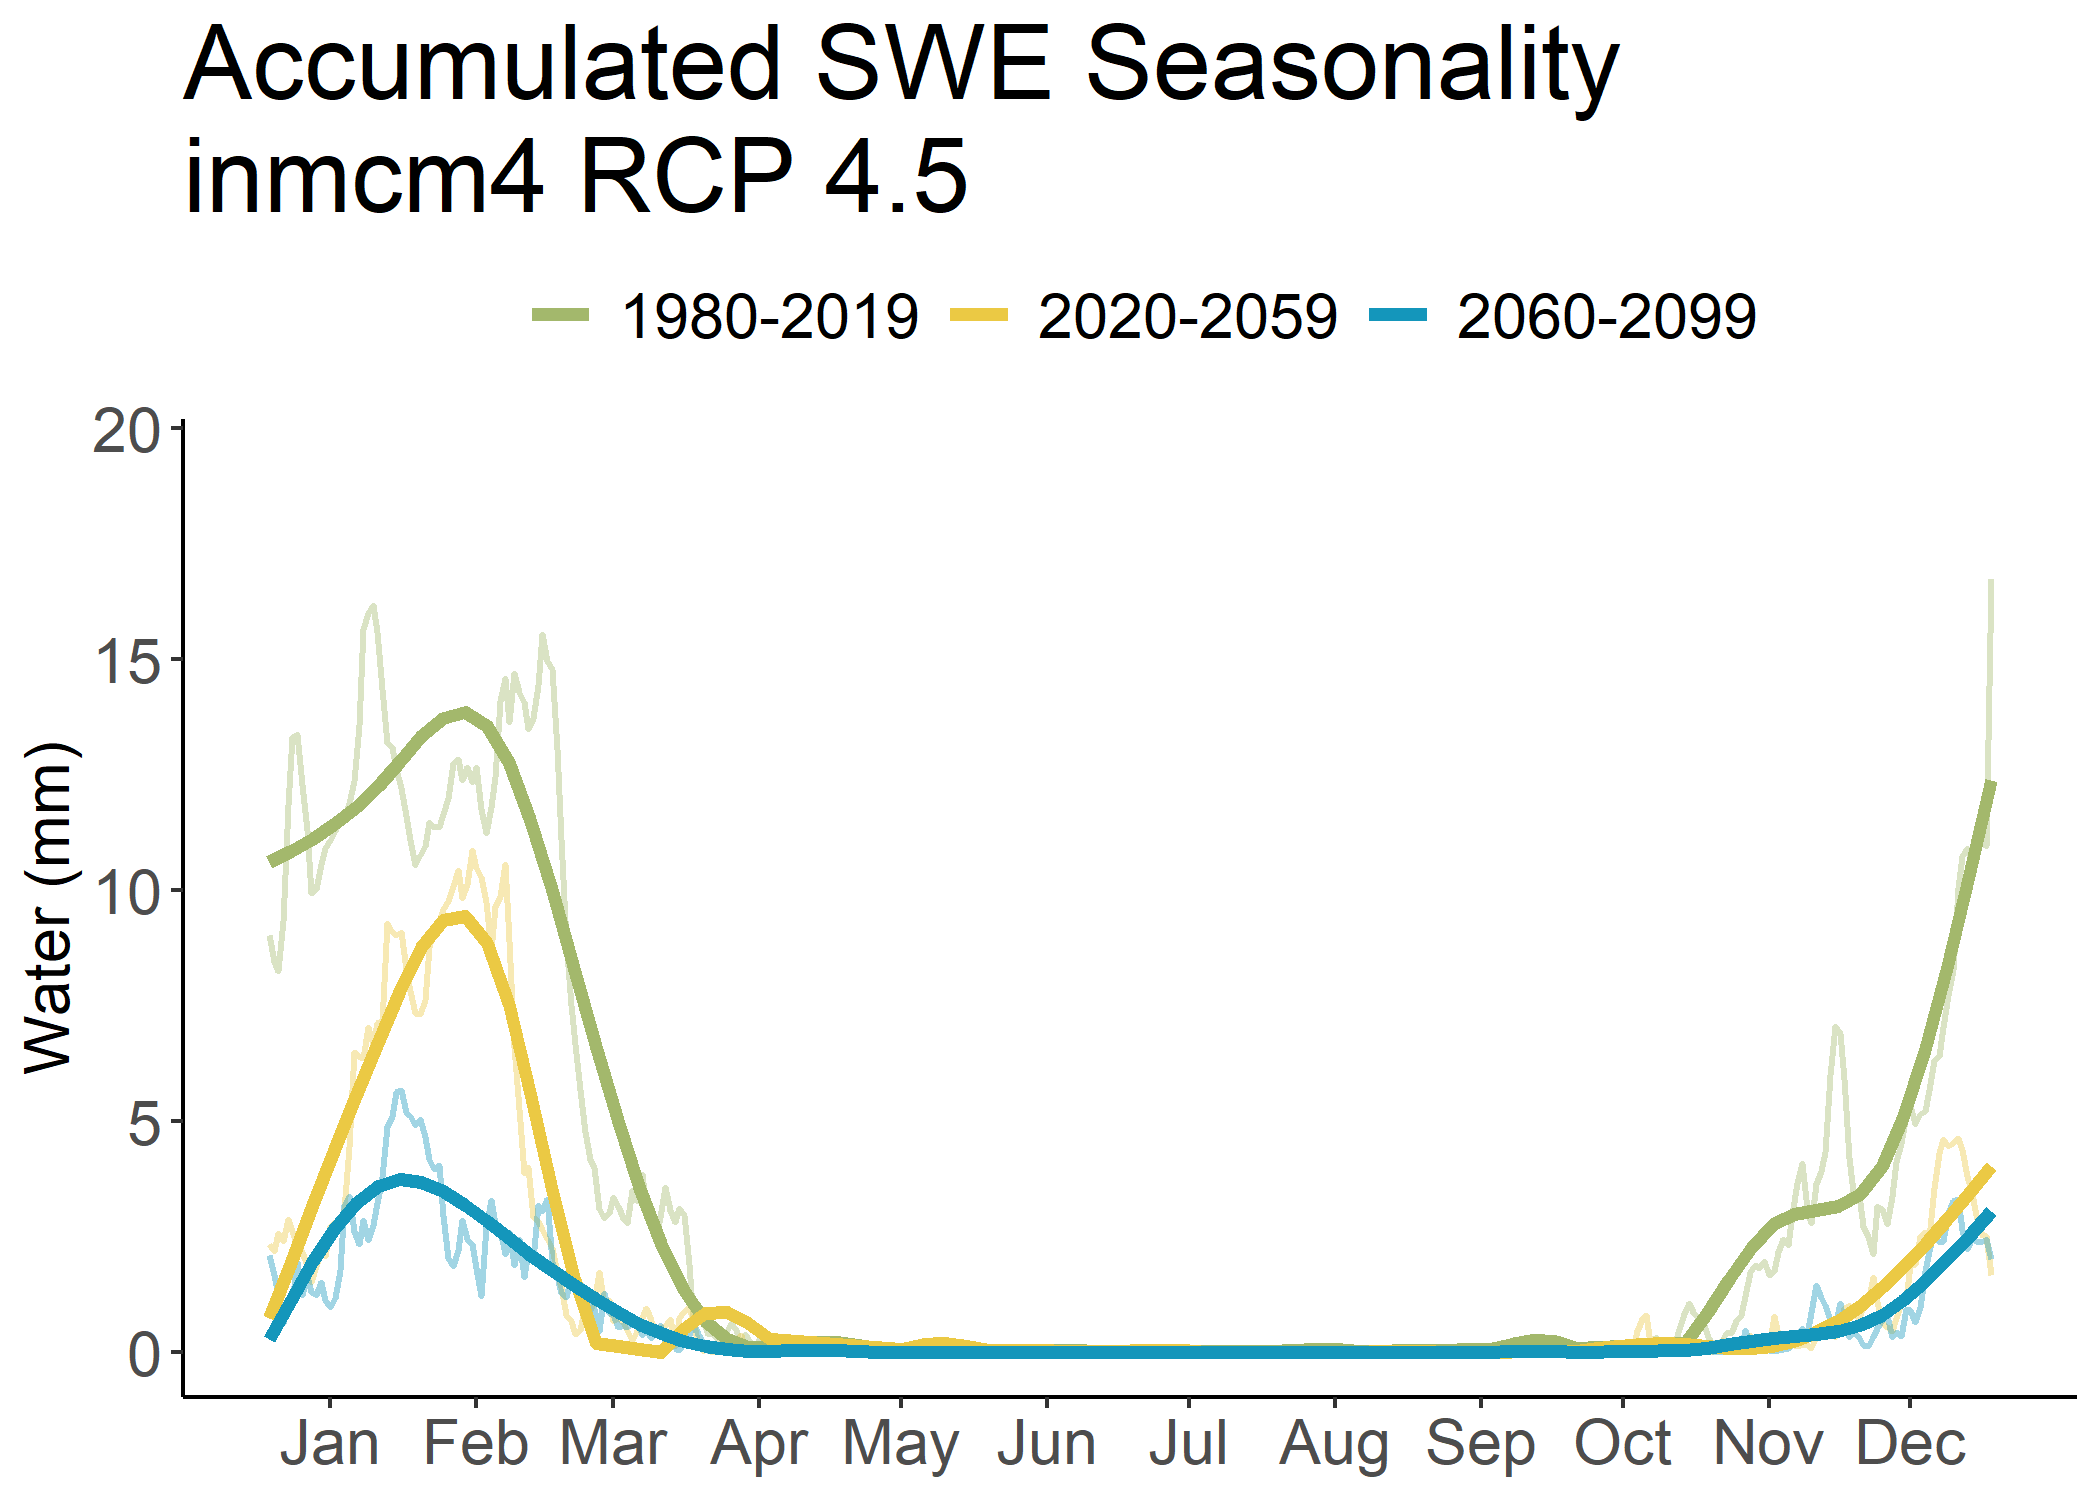 Accumulated SWE Seasonality
inmcm4 RCP 4.5
1980-2019 2020-2059 2060-2099
20
15
10
5
0
Water (mm)
Jan Feb Mar Apr May Jun Jul Aug Sep Oct Nov Dec